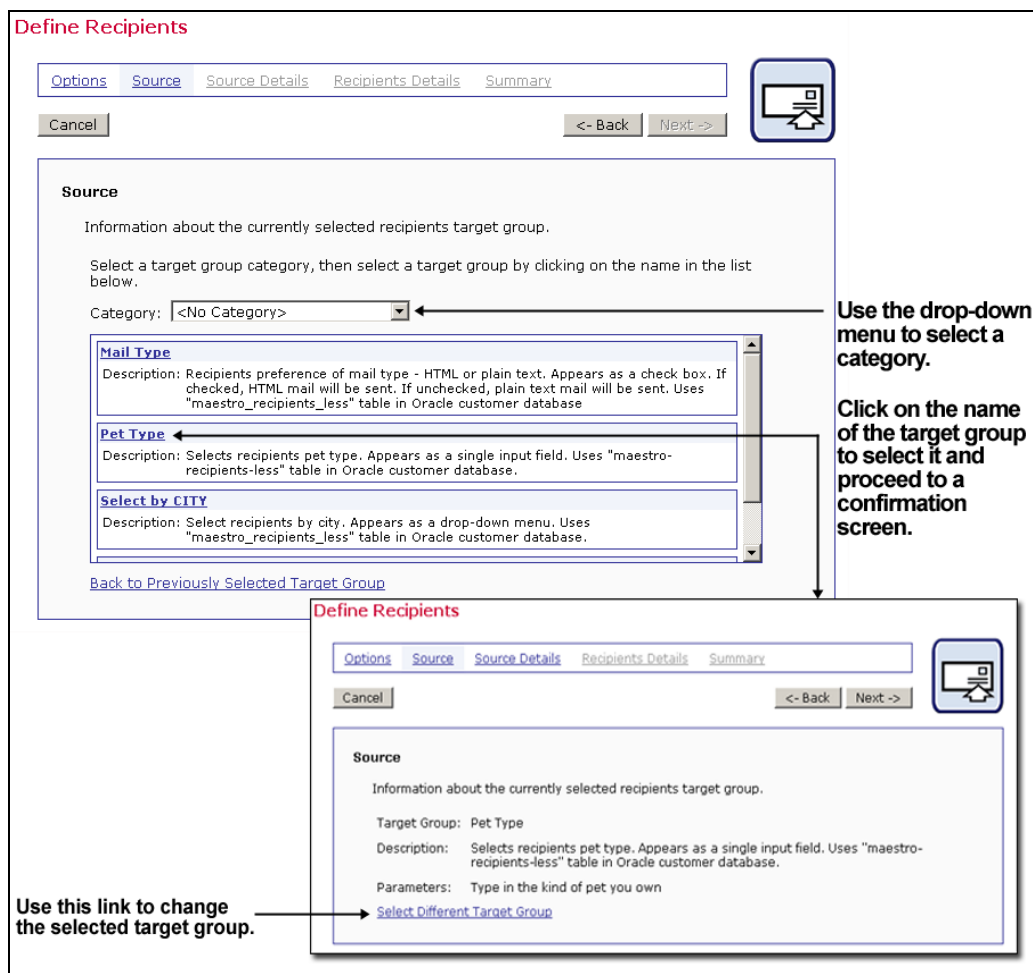 Define Recipients
Options Source Source Details Recipients Details Summary
Cancel <- Back Next ->
Source
Information about the currently selected recipients target group.
Select a target group category, then select a target group by clicking on the name in the list
below.
Category: <No Category>
Use the drop-down
menu to select a
category.
Mail Type
Description: Recipients preference of mail type - HTML or plain text. Appears as a check box. If
checked, HTML mail will be sent. If unchecked, plain text mail will be sent. Uses
"maestro_recipients_less" table in Oracle customer database
Click on the name
of the target group
to select it and
proceed to a
confirmation
screen.
Pet Type
Description: Selects recipients pet type. Appears as a single input field. Uses "maestro-
recipients-less" table in Oracle customer database.
Select by CITY
Description: Select recipients by city. Appears as a drop-down menu. Uses
"maestro_recipients_less" table in Oracle customer database.
Back to Previously Selected Target Group
Define Recipients
Options Source Source Details Recipients Details Summary
Cancel <- Back Next ->
Source
Information about the currently selected recipients target group.
Target Group: Pet Type
Description: Selects recipients pet type. Appears as a single input field. Uses "maestro-
recipients-less" table in Oracle customer database.
Parameters: Type in the kind of pet you own
Select Different Target Group
Use this link to change
the selected target group.